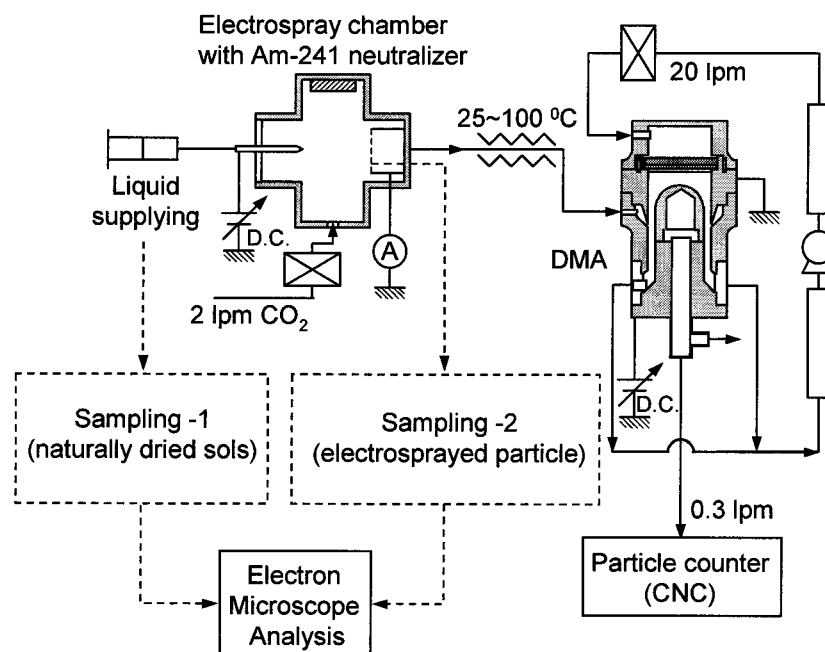 Electrospray chamber
with Am-241 neutralizer
20 lpm
25~100 ⁰C
Liquid
supplying
D.C.
A
DMA
2 lpm CO₂
D.C.
Sampling -1
(naturally dried sols)
Sampling -2
(electrosprayed particle)
0.3 lpm
Electron
Microscope
Analysis
Particle counter
(CNC)